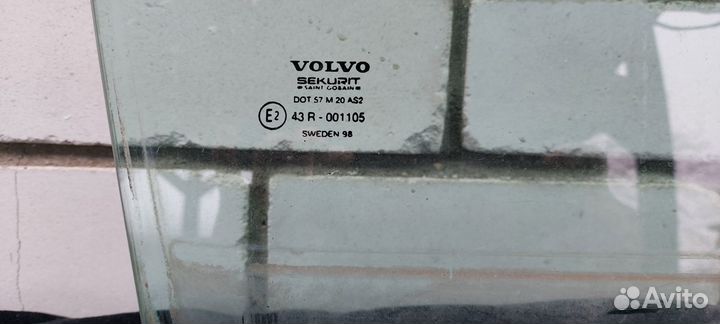 VOLVO
SEKURIT
SAINT GOBAIN
DOT 57 M 20 AS2
E2 43 R - 001105
SWEDEN 98
Avito